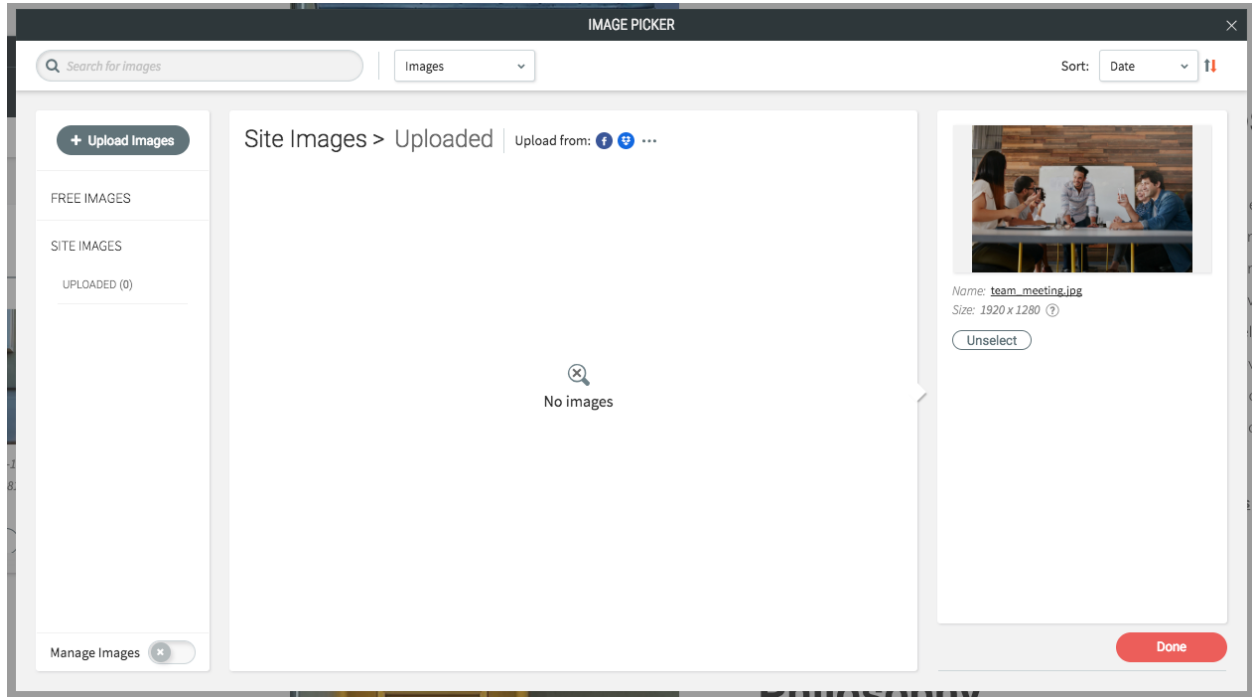 IMAGE PICKER
Search for images
Images
Sort: Date
+ Upload Images
Site Images > Uploaded
Upload from: ...
FREE IMAGES
SITE IMAGES
UPLOADED (0)
No images
Name: team_meeting.jpg
Size: 1920 x 1280 ?
Unselect
Manage Images
Done